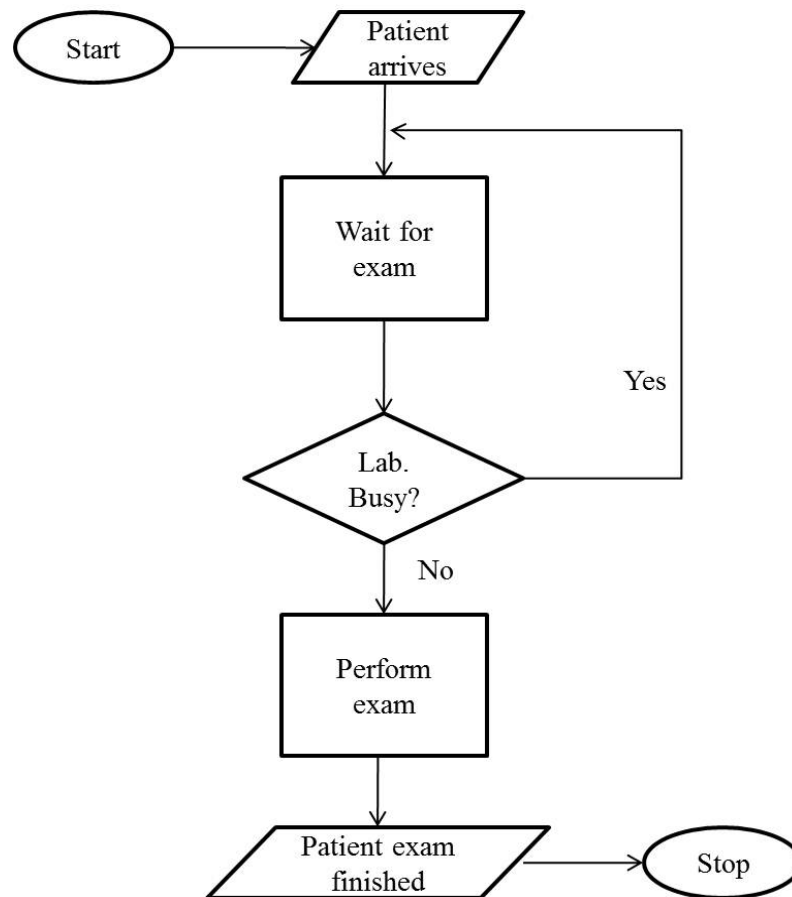 Start
Patient
arrives
Wait for
exam
Yes
Lab.
Busy?
No
Perform
exam
Patient exam
finished
Stop